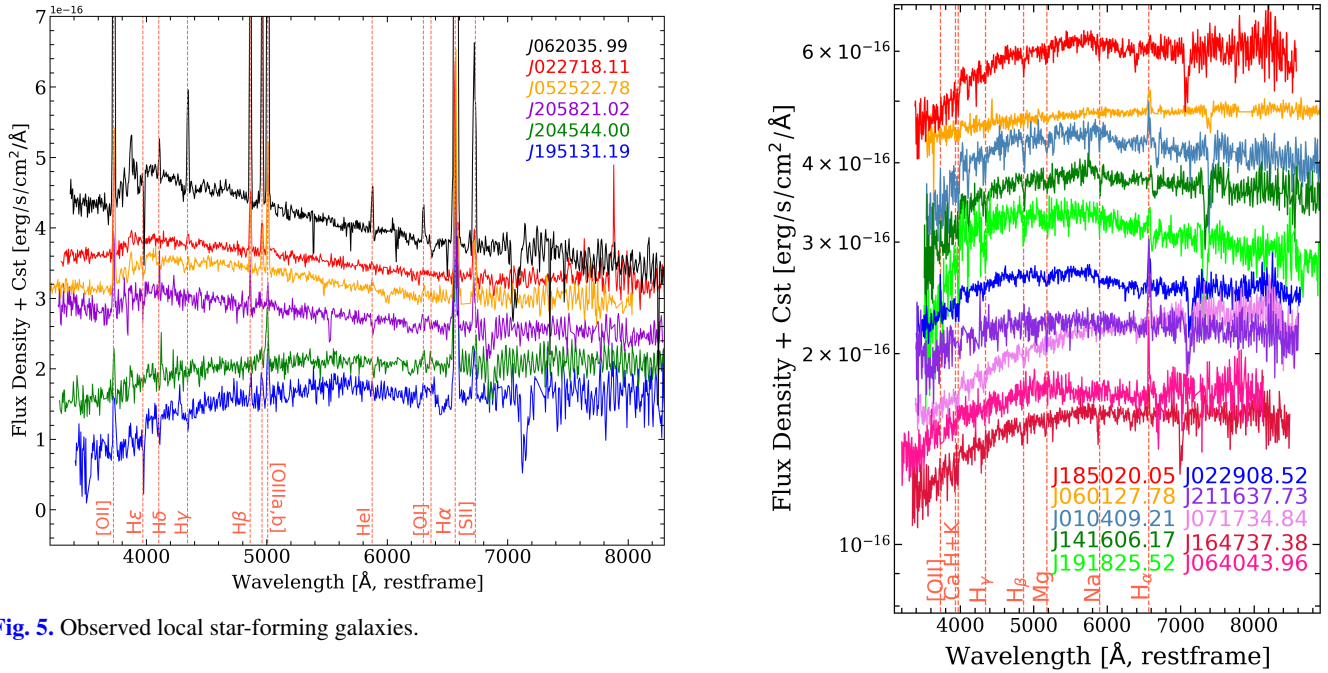 1e−16
7
6
5
4
3
2
1
0
Flux Density + Cst [erg/s/cm²/Å]
J062035.99
J022718.11
J052522.78
J205821.02
J204544.00
J195131.19
[OII]
Hε
Hδ
Hγ
Hβ
[OIIIa,b]
HeI
[OI]
Hα
[SII]
4000 5000 6000 7000 8000
Wavelength [Å, restframe]
Fig. 5. Observed local star-forming galaxies.
6 × 10⁻¹⁶
4 × 10⁻¹⁶
3 × 10⁻¹⁶
2 × 10⁻¹⁶
10⁻¹⁶
Flux Density + Cst [erg/s/cm²/Å]
J185020.05 J022908.52
J060127.78 J211637.73
J010409.21 J071734.84
J141606.17 J164737.38
J191825.52 J064043.96
[OII]
Ca H+K
Hγ
Hβ
Mg
Na
Hα
4000 5000 6000 7000 8000
Wavelength [Å, restframe]